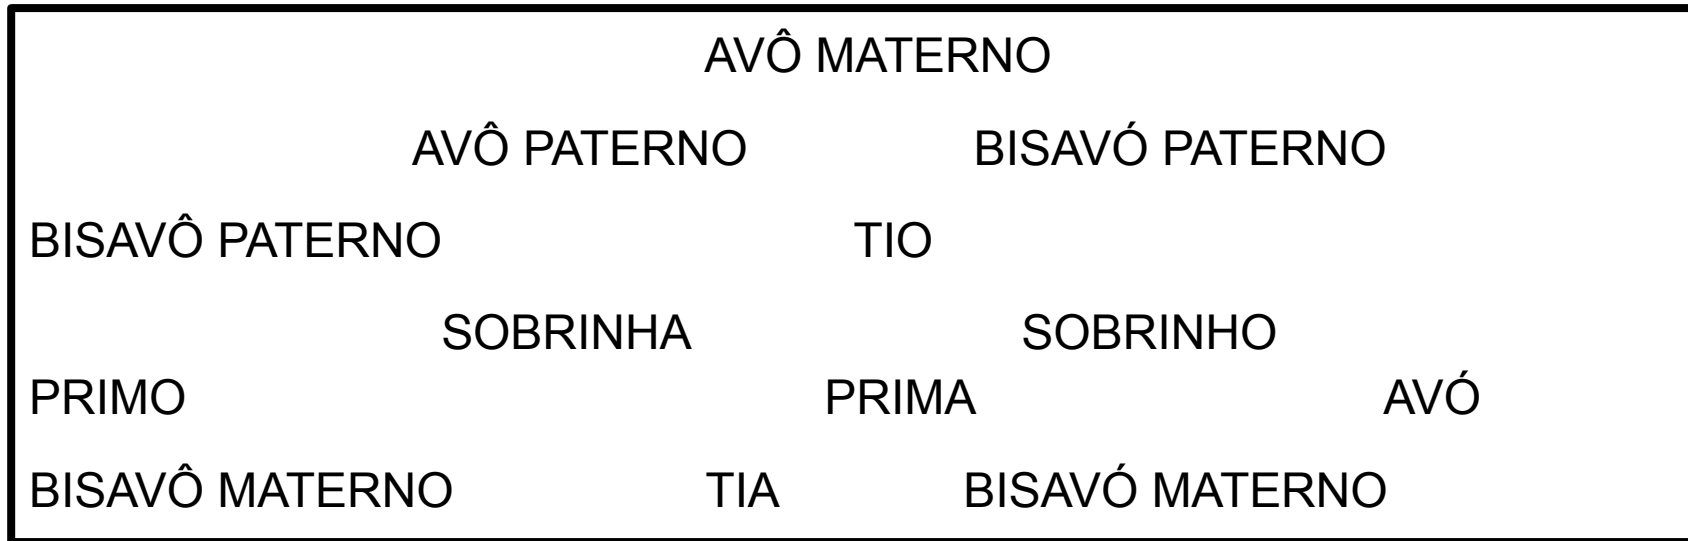 AVÔ MATERNO
AVÔ PATERNO BISAVÓ PATERNO
BISAVÔ PATERNO TIO
SOBRINHA SOBRINHO
PRIMO PRIMA AVÓ
BISAVÔ MATERNO TIA BISAVÓ MATERNO